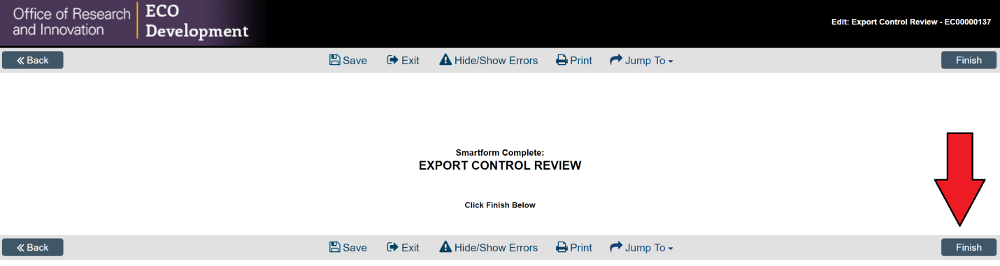 Office of Research
and Innovation
ECO
Development
Edit: Export Control Review - EC00000137
Back
Save
Exit
Hide/Show Errors
Print
Jump To
Finish
Smartform Complete:
EXPORT CONTROL REVIEW
Click Finish Below
Back
Save
Exit
Hide/Show Errors
Print
Jump To
Finish